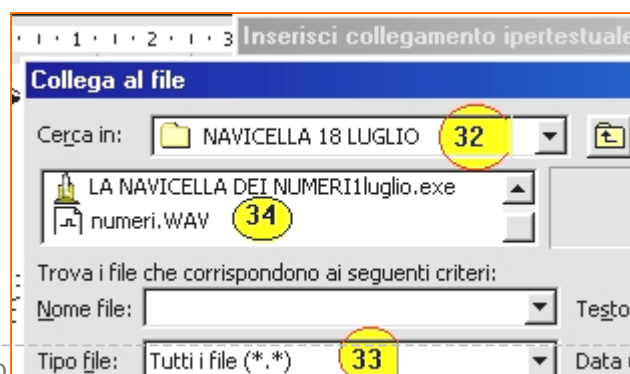 · ı · 1 · ı · 2 · ı · 3 Inserisci collegamento ipertestuale
Collega al file
Cerca in: NAVICELLA 18 LUGLIO 32
LA NAVICELLA DEI NUMERI1luglio.exe
numeri.WAV 34
Trova i file che corrispondono ai seguenti criteri:
Nome file: Testo
Tipo file: Tutti i file (*.*) 33 Data